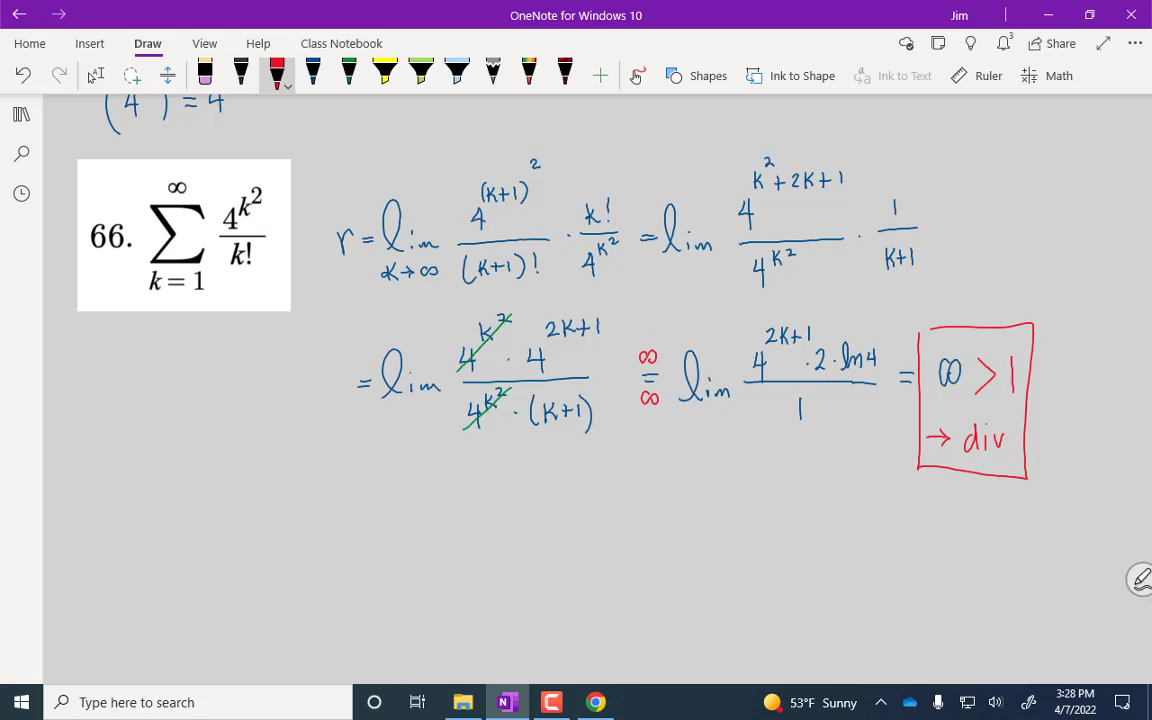 OneNote for Windows 10
Jim
Home Insert Draw View Help Class Notebook
Share
Shapes Ink to Shape Ink to Text Ruler Math
(4 ) = 4
66. ∞ ∑ k = 1 4^{k^2} / k!
r = lim_{k→∞} 4^{(k+1)^2} / (k+1)! · k! / 4^{k^2} = lim 4^{k^2+2k+1} / 4^{k^2} · 1 / k+1
= lim 4^{k^2} · 4^{2k+1} / 4^{k^2} · (k+1) ∞ = ∞ lim 4^{2k+1} · 2 · ln4 / 1 = ∞ > 1
→ div
Type here to search
53°F Sunny
3:28 PM
4/7/2022